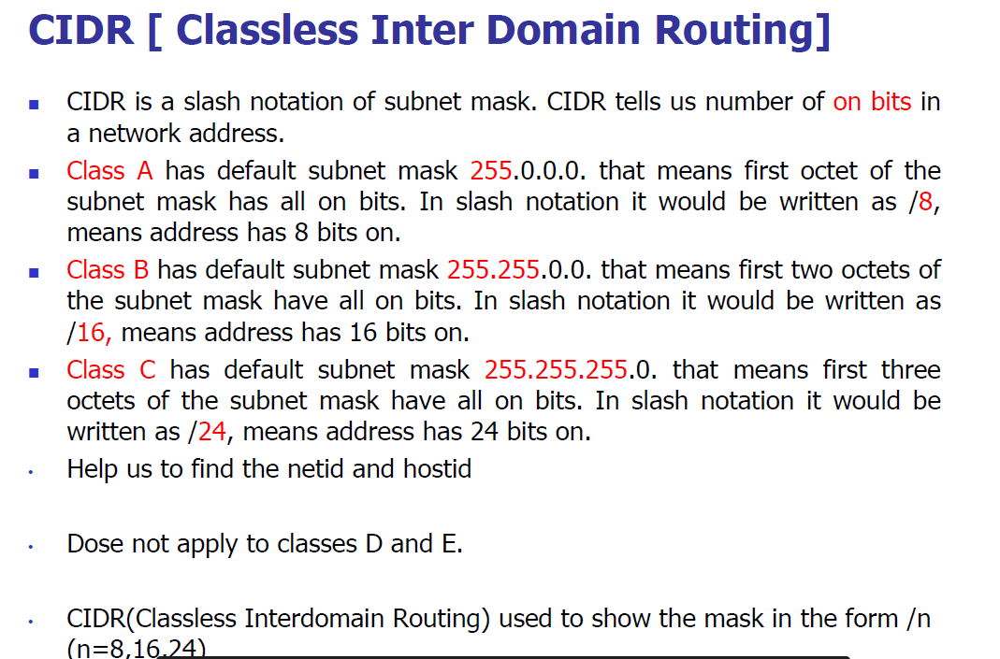 CIDR [ Classless Inter Domain Routing]
CIDR is a slash notation of subnet mask. CIDR tells us number of on bits in
a network address.
Class A has default subnet mask 255.0.0.0. that means first octet of the
subnet mask has all on bits. In slash notation it would be written as /8,
means address has 8 bits on.
Class B has default subnet mask 255.255.0.0. that means first two octets of
the subnet mask have all on bits. In slash notation it would be written as
/16, means address has 16 bits on.
Class C has default subnet mask 255.255.255.0. that means first three
octets of the subnet mask have all on bits. In slash notation it would be
written as /24, means address has 24 bits on.
Help us to find the netid and hostid
Dose not apply to classes D and E.
CIDR(Classless Interdomain Routing) used to show the mask in the form /n
(n=8,16,24)